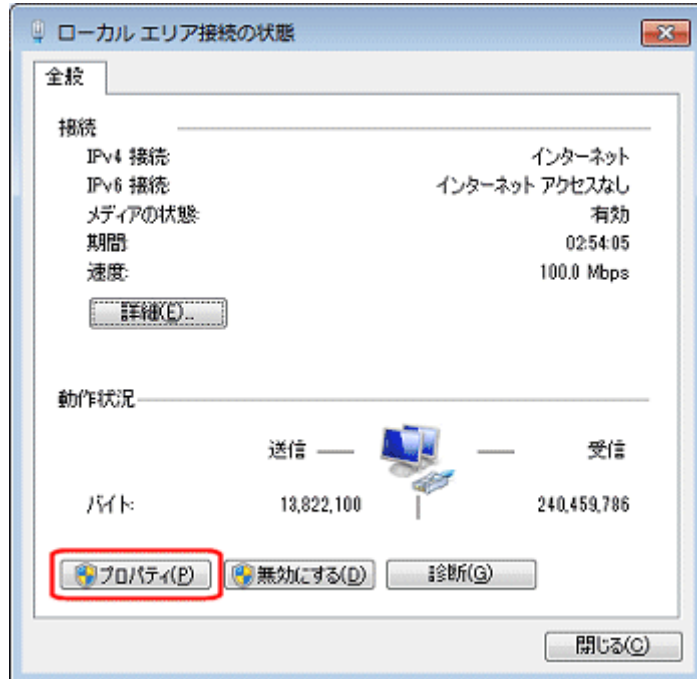 ローカル エリア接続の状態
全般
接続
IPv4 接続: インターネット
IPv6 接続: インターネット アクセスなし
メディアの状態: 有効
期間: 02:54:05
速度: 100.0 Mbps
詳細(E)...
動作状況
送信 受信
バイト: 13,822,100 240,459,786
プロパティ(P) 無効にする(D) 診断(G)
閉じる(C)